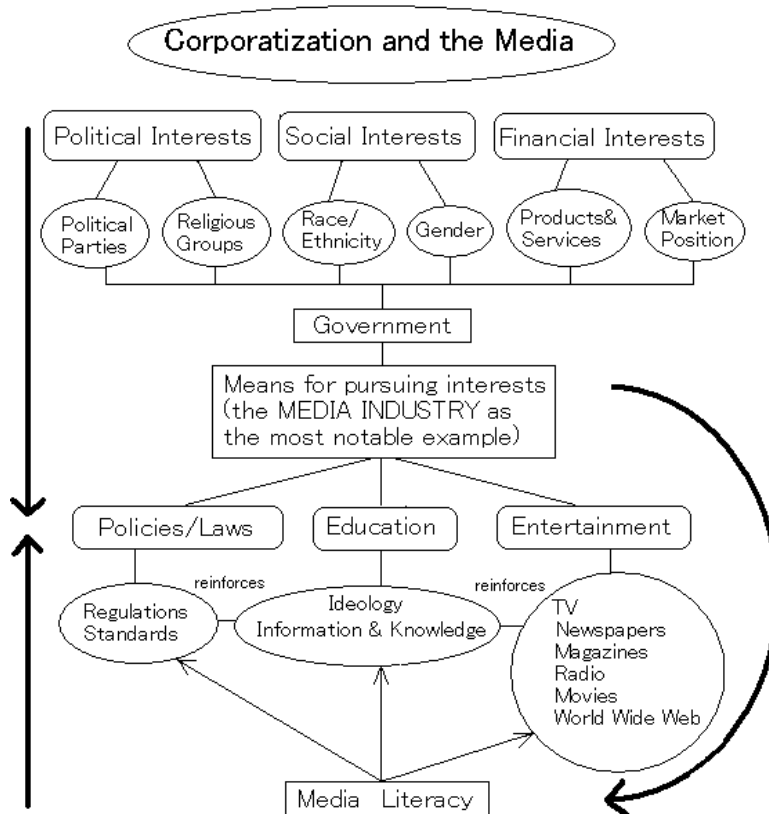 Corporatization and the Media
Political Interests
Social Interests
Financial Interests
Political
Parties
Religious
Groups
Race/
Ethnicity
Gender
Products&
Services
Market
Position
Government
Means for pursuing interests
(the MEDIA INDUSTRY as
the most notable example)
Policies/Laws
Education
Entertainment
reinforces
reinforces
Regulations
Standards
Ideology
Information & Knowledge
TV
Newspapers
Magazines
Radio
Movies
World Wide Web
Media Literacy